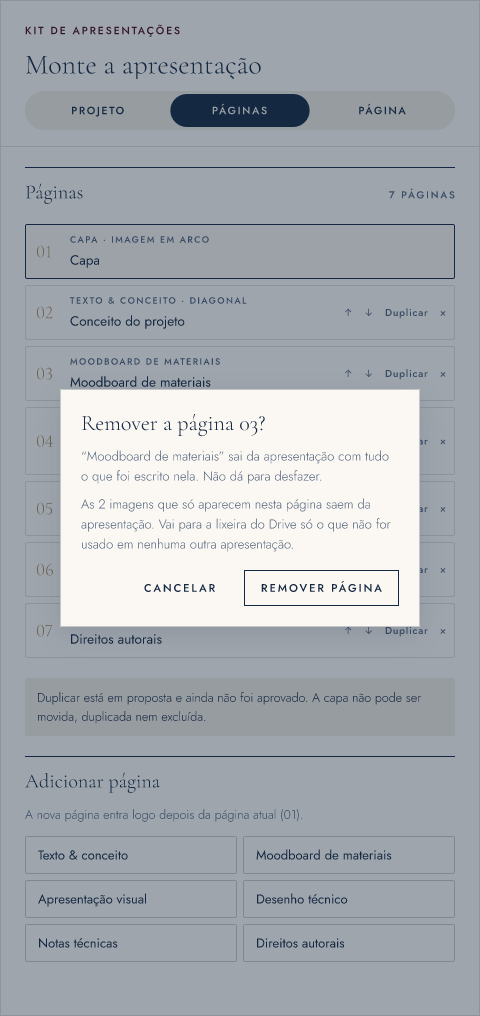 KIT DE APRESENTAÇÕES
Monte a apresentação
PROJETO PÁGINAS PÁGINA
Páginas 7 PÁGINAS
01 CAPA · IMAGEM EM ARCO
Capa
02 TEXTO & CONCEITO · DIAGONAL
Conceito do projeto ↑ ↓ Duplicar ×
03 MOODBOARD DE MATERIAIS
Moodboard de materiais ↑ ↓ Duplicar ×
04
Remover a página 03?
“Moodboard de materiais” sai da apresentação com tudo
o que foi escrito nela. Não dá para desfazer.
As 2 imagens que só aparecem nesta página saem da
apresentação. Vai para a lixeira do Drive só o que não for
usado em nenhuma outra apresentação.
CANCELAR REMOVER PÁGINA
05
06
07
Direitos autorais ↑ ↓ Duplicar ×
Duplicar está em proposta e ainda não foi aprovado. A capa não pode ser
movida, duplicada nem excluída.
Adicionar página
A nova página entra logo depois da página atual (01).
Texto & conceito Moodboard de materiais
Apresentação visual Desenho técnico
Notas técnicas Direitos autorais